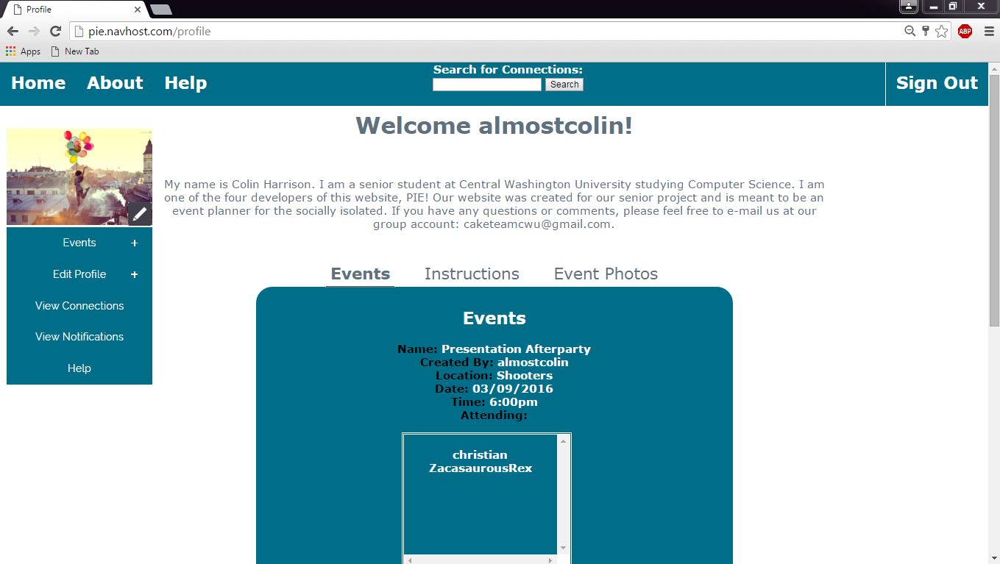 Profile
pie.navhost.com/profile
ABP
Apps New Tab
Home About Help
Search for Connections:
Search
Sign Out
Welcome almostcolin!
My name is Colin Harrison. I am a senior student at Central Washington University studying Computer Science. I am
one of the four developers of this website, PIE! Our website was created for our senior project and is meant to be an
event planner for the socially isolated. If you have any questions or comments, please feel free to e-mail us at our
group account: caketeamcwu@gmail.com.
Events +
Edit Profile +
View Connections
View Notifications
Help
Events Instructions Event Photos
Events
Name: Presentation Afterparty
Created By: almostcolin
Location: Shooters
Date: 03/09/2016
Time: 6:00pm
Attending:
christian
ZacasaurousRex